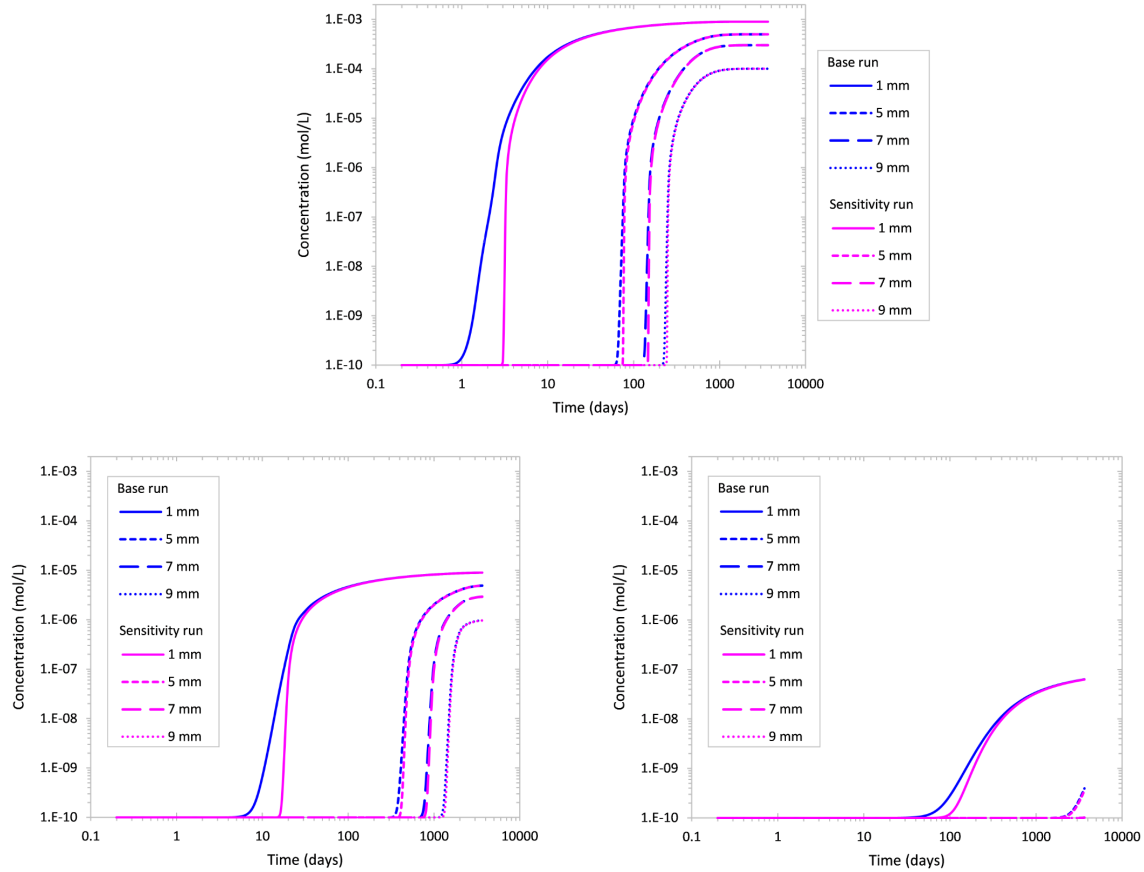 1.E-03
1.E-04
1.E-05
1.E-06
1.E-07
1.E-08
1.E-09
1.E-10
Concentration (mol/L)
0.1 1 10 100 1000 10000
Time (days)
Base run
1 mm
5 mm
7 mm
9 mm
Sensitivity run
1 mm
5 mm
7 mm
9 mm
1.E-03
1.E-04
1.E-05
1.E-06
1.E-07
1.E-08
1.E-09
1.E-10
Concentration (mol/L)
0.1 1 10 100 1000 10000
Time (days)
Base run
1 mm
5 mm
7 mm
9 mm
Sensitivity run
1 mm
5 mm
7 mm
9 mm
1.E-03
1.E-04
1.E-05
1.E-06
1.E-07
1.E-08
1.E-09
1.E-10
Concentration (mol/L)
0.1 1 10 100 1000 10000
Time (days)
Base run
1 mm
5 mm
7 mm
9 mm
Sensitivity run
1 mm
5 mm
7 mm
9 mm